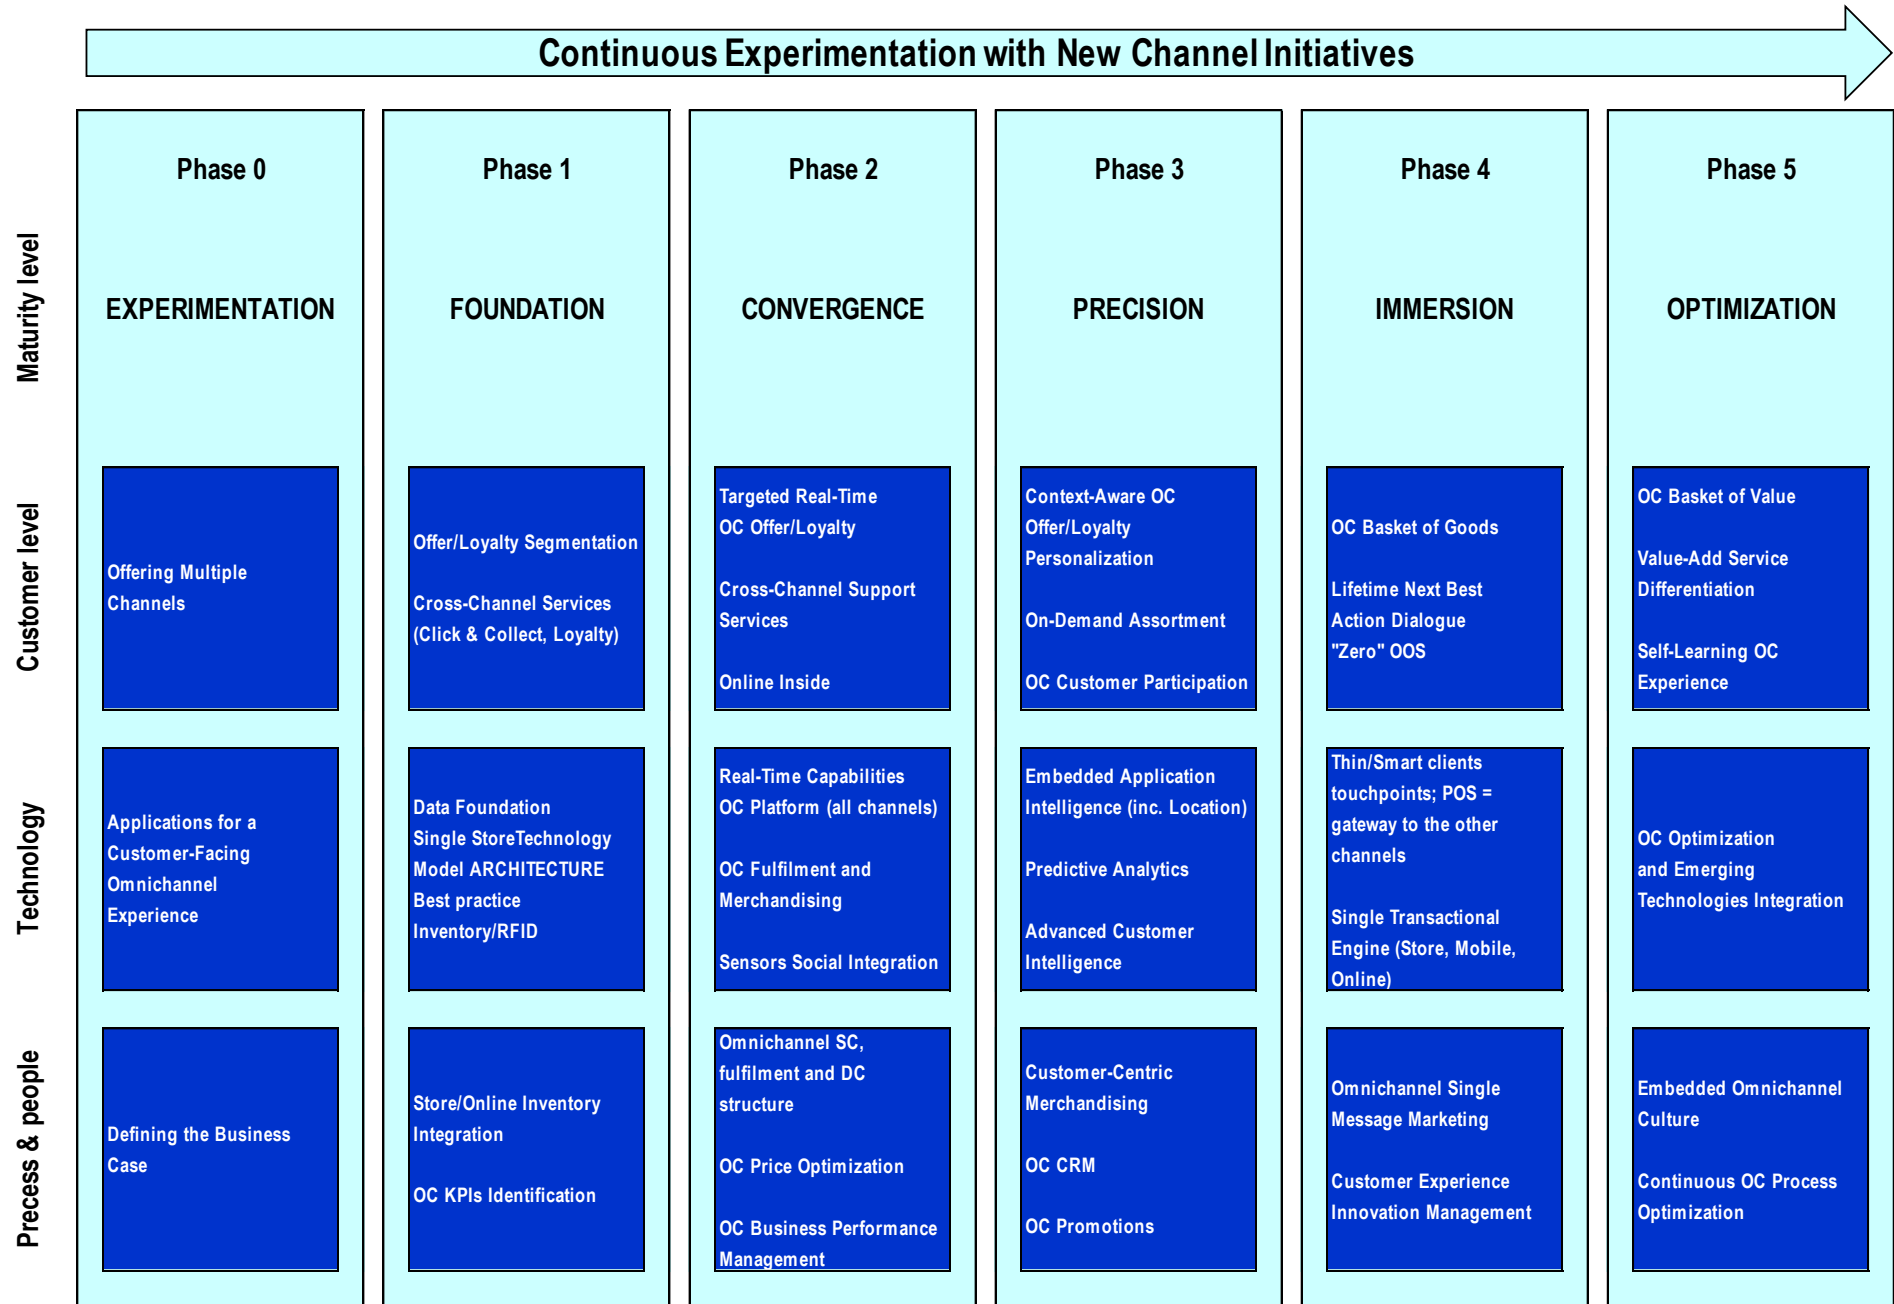 Continuous Experimentation with New Channel Initiatives
Phase 0
Phase 1
Phase 2
Phase 3
Phase 4
Phase 5
Maturity level
EXPERIMENTATION
FOUNDATION
CONVERGENCE
PRECISION
IMMERSION
OPTIMIZATION
Customer level
Offering Multiple
Channels
Offer/Loyalty Segmentation
Cross-Channel Services
(Click & Collect, Loyalty)
Targeted Real-Time
OC Offer/Loyalty
Cross-Channel Support
Services
Online Inside
Context-Aware OC
Offer/Loyalty
Personalization
On-Demand Assortment
OC Customer Participation
OC Basket of Goods
Lifetime Next Best
Action Dialogue
"Zero" OOS
OC Basket of Value
Value-Add Service
Differentiation
Self-Learning OC
Experience
Technology
Applications for a
Customer-Facing
Omnichannel
Experience
Data Foundation
Single StoreTechnology
Model ARCHITECTURE
Best practice
Inventory/RFID
Real-Time Capabilities
OC Platform (all channels)
OC Fulfilment and
Merchandising
Sensors Social Integration
Embedded Application
Intelligence (inc. Location)
Predictive Analytics
Advanced Customer
Intelligence
Thin/Smart clients
touchpoints; POS =
gateway to the other
channels
Single Transactional
Engine (Store, Mobile,
Online)
OC Optimization
and Emerging
Technologies Integration
Precess & people
Defining the Business
Case
Store/Online Inventory
Integration
OC KPIs Identification
Omnichannel SC,
fulfilment and DC
structure
OC Price Optimization
OC Business Performance
Management
Customer-Centric
Merchandising
OC CRM
OC Promotions
Omnichannel Single
Message Marketing
Customer Experience
Innovation Management
Embedded Omnichannel
Culture
Continuous OC Process
Optimization